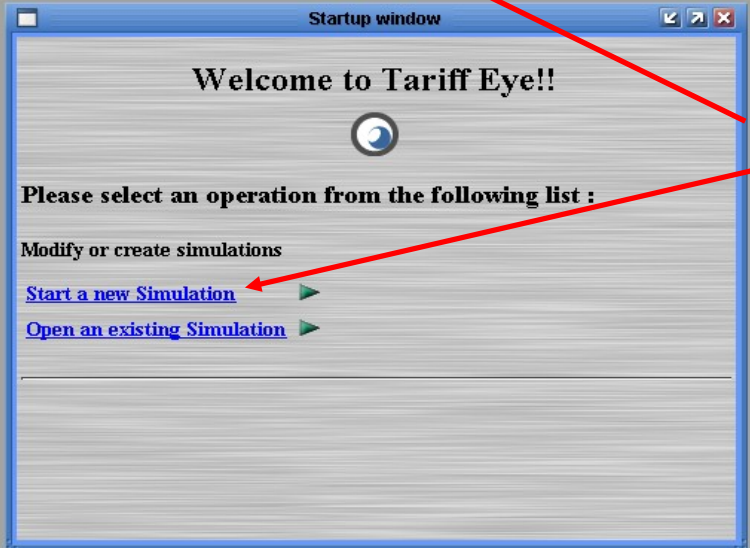 Startup window
Welcome to Tariff Eye!!
Please select an operation from the following list :
Modify or create simulations
Start a new Simulation
Open an existing Simulation